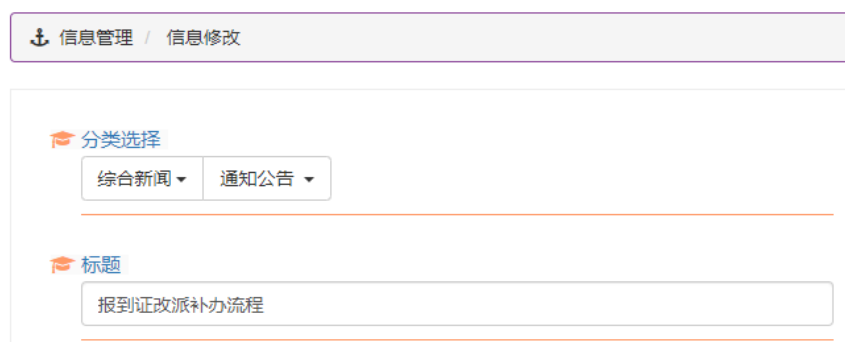 信息管理 / 信息修改
分类选择
综合新闻 通知公告
标题
报到证改派补办流程